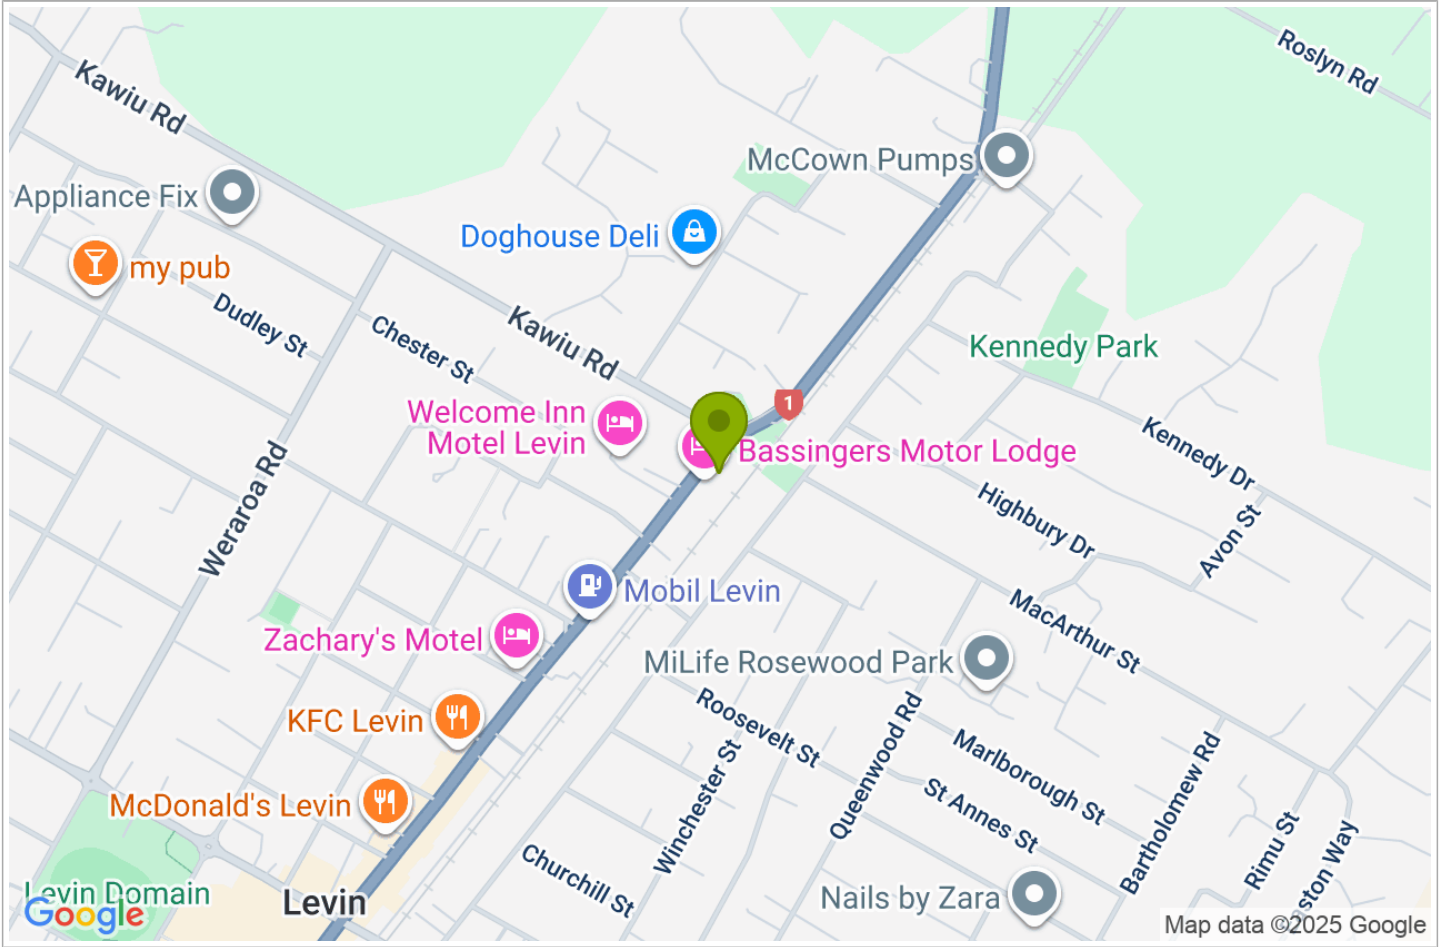 Roslyn Rd
Kawiu Rd
McCown Pumps
Appliance Fix
Doghouse Deli
my pub
Dudley St
Chester St
Kawiu Rd
Kennedy Park
1
Welcome Inn
Motel Levin
Bassingers Motor Lodge
Kennedy Dr
Weraroa Rd
Highbury Dr
Avon St
Mobil Levin
MacArthur St
Zachary's Motel
MiLife Rosewood Park
KFC Levin
Roosevelt St
Queenwood Rd
Marlborough St
Winchester St
St Annes St
Bartholomew Rd
McDonald's Levin
Rimu St
Churchill St
Levin Domain
Levin
Nails by Zara
Google
Way
Map data ©2025 Google